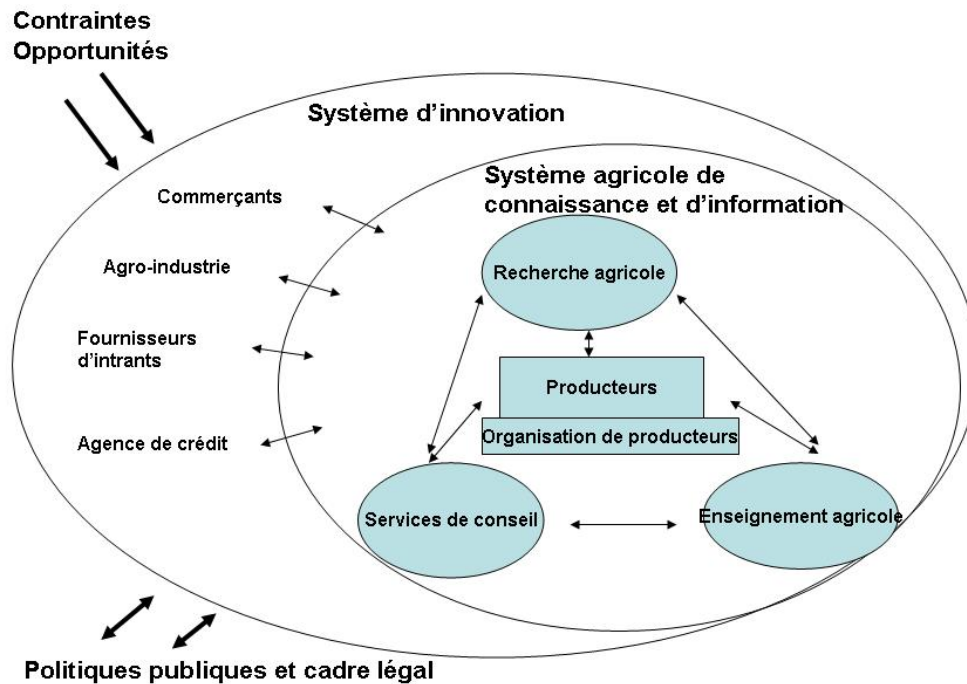 Contraintes
Opportunités
Système d'innovation
Système agricole de
connaissance et d'information
Commerçants
Recherche agricole
Agro-industrie
Fournisseurs
d'intrants
Producteurs
Organisation de producteurs
Agence de crédit
Services de conseil
Enseignement agricole
Politiques publiques et cadre légal